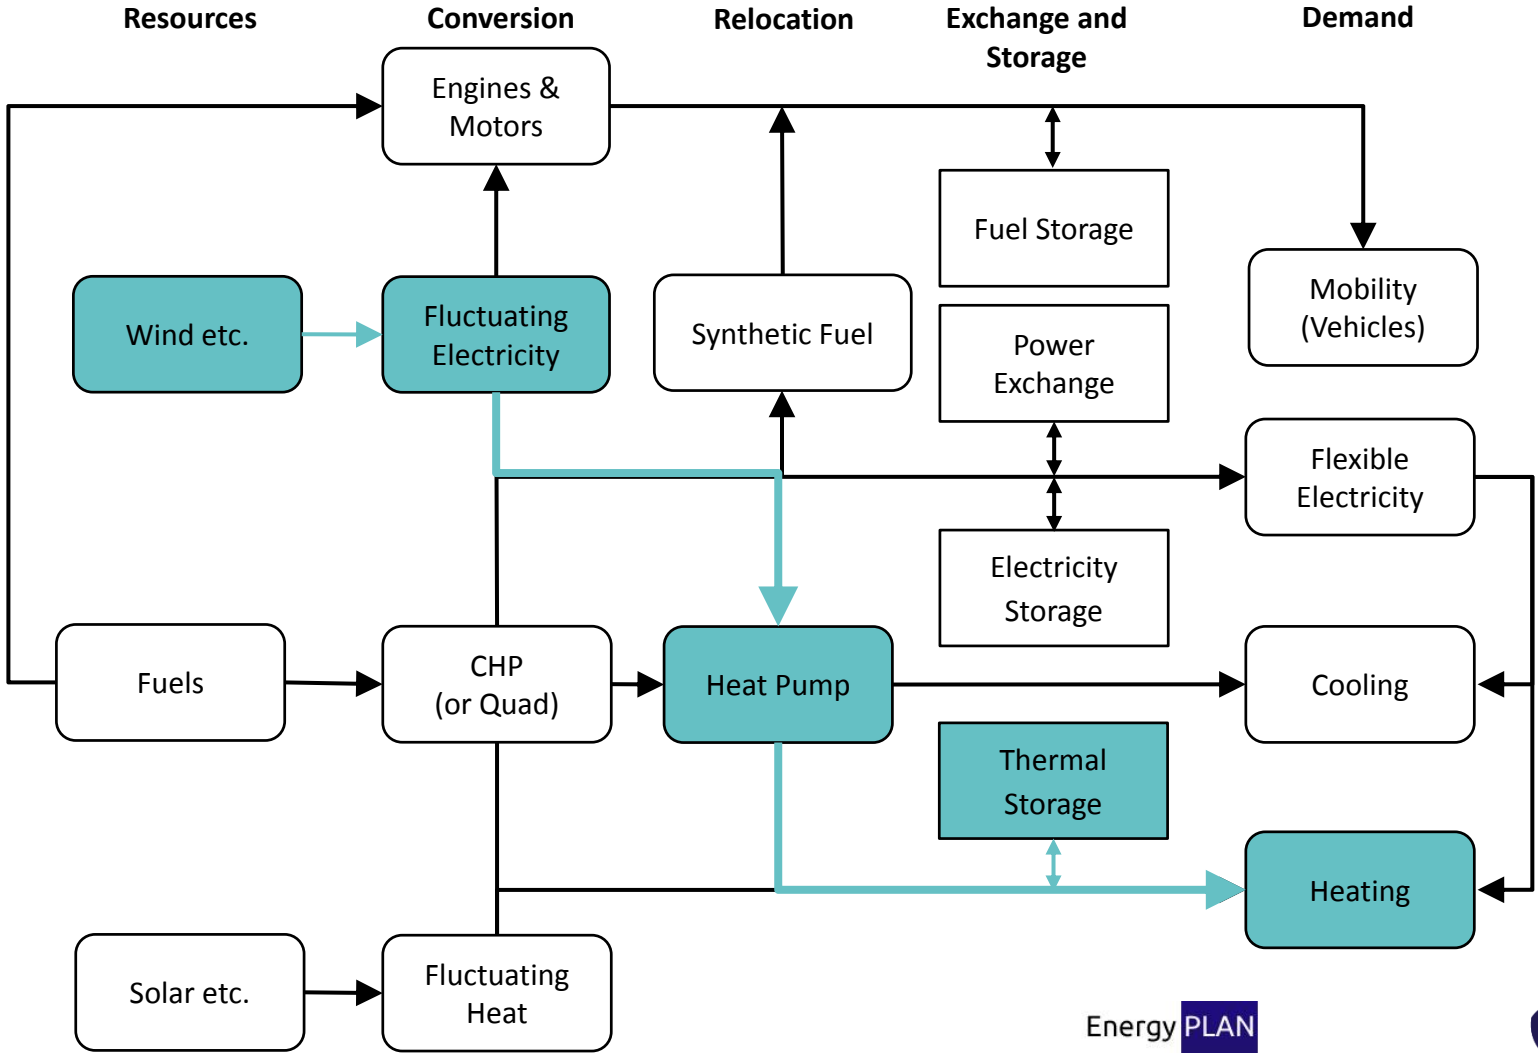 Resources
Conversion
Relocation
Exchange and
Storage
Demand
Engines &
Motors
Fuel Storage
Wind etc.
Fluctuating
Electricity
Synthetic Fuel
Power
Exchange
Mobility
(Vehicles)
Flexible
Electricity
Electricity
Storage
Fuels
CHP
(or Quad)
Heat Pump
Cooling
Thermal
Storage
Heating
Solar etc.
Fluctuating
Heat
Energy PLAN